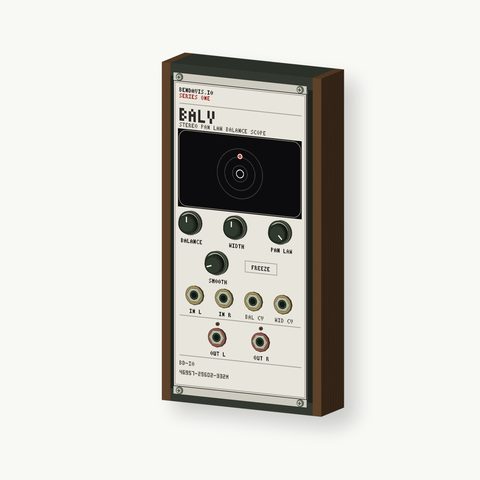 BENDAVIS.IO
SERIES ONE
BALY
STEREO PAN LAW BALANCE SCOPE
BALANCE
WIDTH
PAN LAW
SMOOTH
FREEZE
IN L
IN R
BAL CV
WID CV
OUT L
OUT R
BD-IO